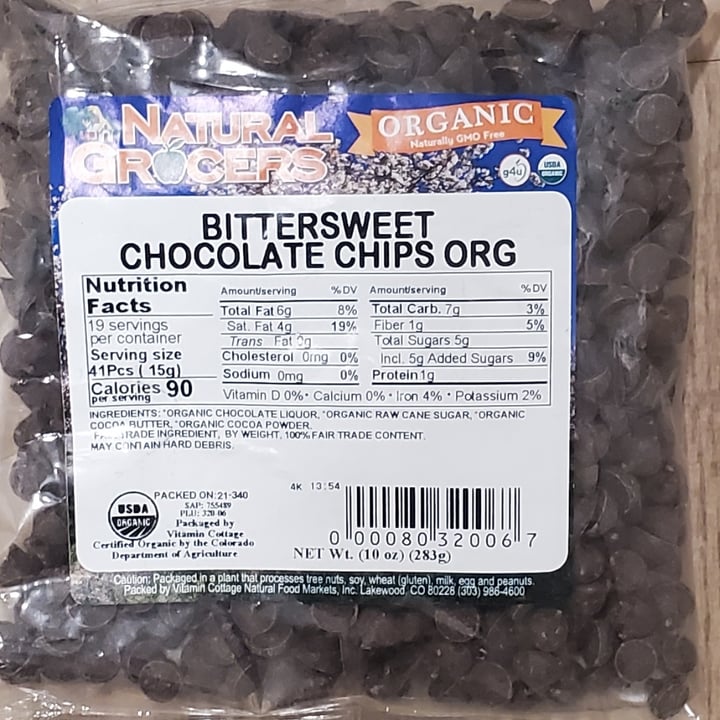 NATURAL GROCERS
ORGANIC
Naturally GMO Free
g4u
USDA
ORGANIC
BITTERSWEET
CHOCOLATE CHIPS ORG
Nutrition
Facts
19 servings
per container
Serving size
41Pcs ( 15g)
Calories 90
per serving
Amount/serving %DV
Total Fat 6g 8%
Sat. Fat 4g 19%
Trans Fat 0g
Cholesterol 0mg 0%
Sodium 0mg 0%
Amount/serving %DV
Total Carb. 7g 3%
Fiber 1g 5%
Total Sugars 5g
Incl. 5g Added Sugars 9%
Protein 1g
Vitamin D 0% • Calcium 0% • Iron 4% • Potassium 2%
INGREDIENTS: *ORGANIC CHOCOLATE LIQUOR, *ORGANIC RAW CANE SUGAR, *ORGANIC
COCOA BUTTER, *ORGANIC COCOA POWDER.
TRADE INGREDIENT, BY WEIGHT, 100% FAIR TRADE CONTENT.
MAY CONTAIN HARD DEBRIS.
4K 13:54
PACKED ON:21-340
SAP: 755489
PLU: 320 06
Packaged by
Vitamin Cottage
USDA
ORGANIC
Certified Organic by the Colorado
Department of Agriculture
0 00080 32006 7
NET Wt. (10 oz) (283g)
Caution: Packaged in a plant that processes tree nuts, soy, wheat (gluten), milk, egg and peanuts.
Packed by Vitamin Cottage Natural Food Markets, Inc. Lakewood, CO 80228 (303) 986-4600